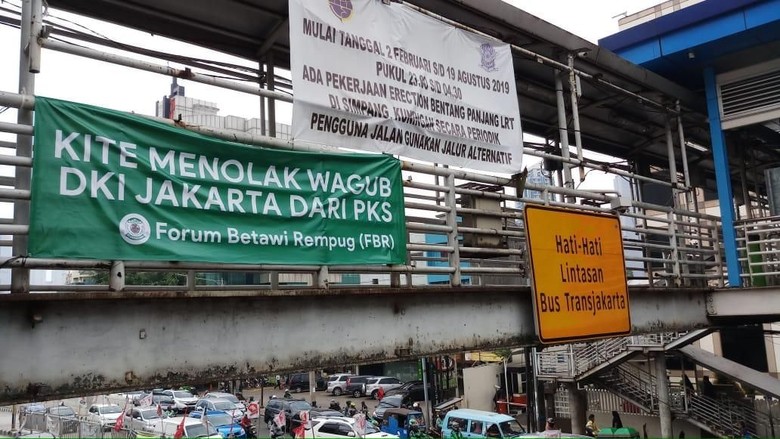 KITE MENOLAK WAGUB
DKI JAKARTA DARI PKS
Forum Betawi Rempug (FBR)
MULAI TANGGAL 2 FEBRUARI S/D 19 AGUSTUS 2019
PUKUL 23.00 S/D 04.30
ADA PEKERJAAN ERECTION BENTANG PANJANG LRT
DI SIMPANG KUNINGAN SECARA PERIODIK
PENGGUNA JALAN GUNAKAN JALUR ALTERNATIF
Hati-Hati
Lintasan
Bus Transjakarta